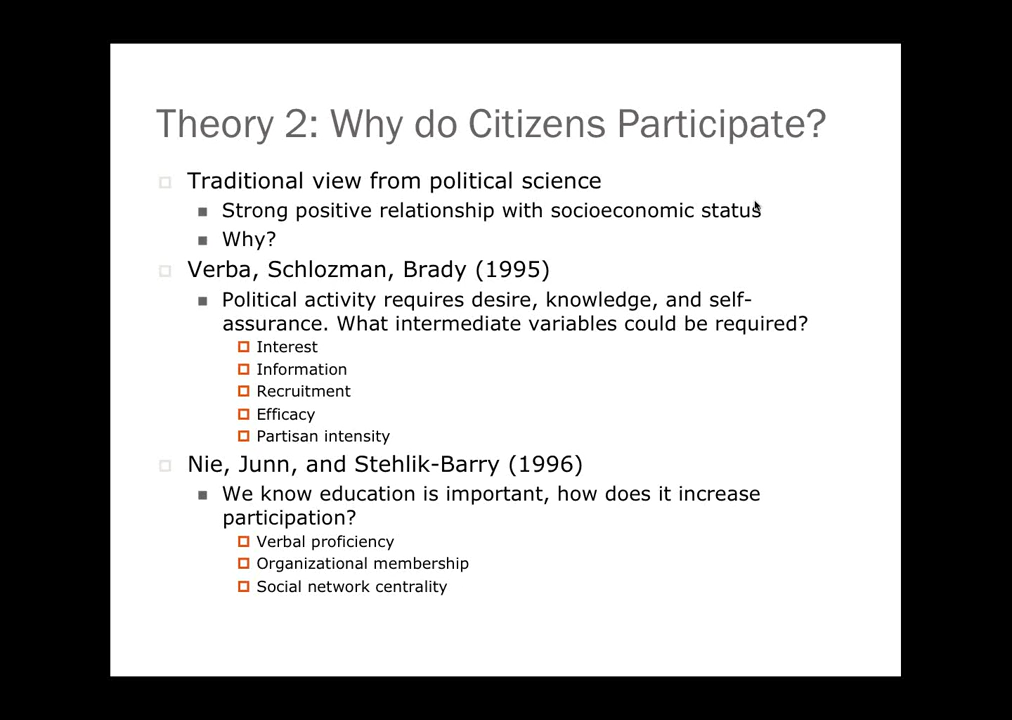 Theory 2: Why do Citizens Participate?
Traditional view from political science
Strong positive relationship with socioeconomic status
Why?
Verba, Schlozman, Brady (1995)
Political activity requires desire, knowledge, and self-
assurance. What intermediate variables could be required?
Interest
Information
Recruitment
Efficacy
Partisan intensity
Nie, Junn, and Stehlik-Barry (1996)
We know education is important, how does it increase
participation?
Verbal proficiency
Organizational membership
Social network centrality